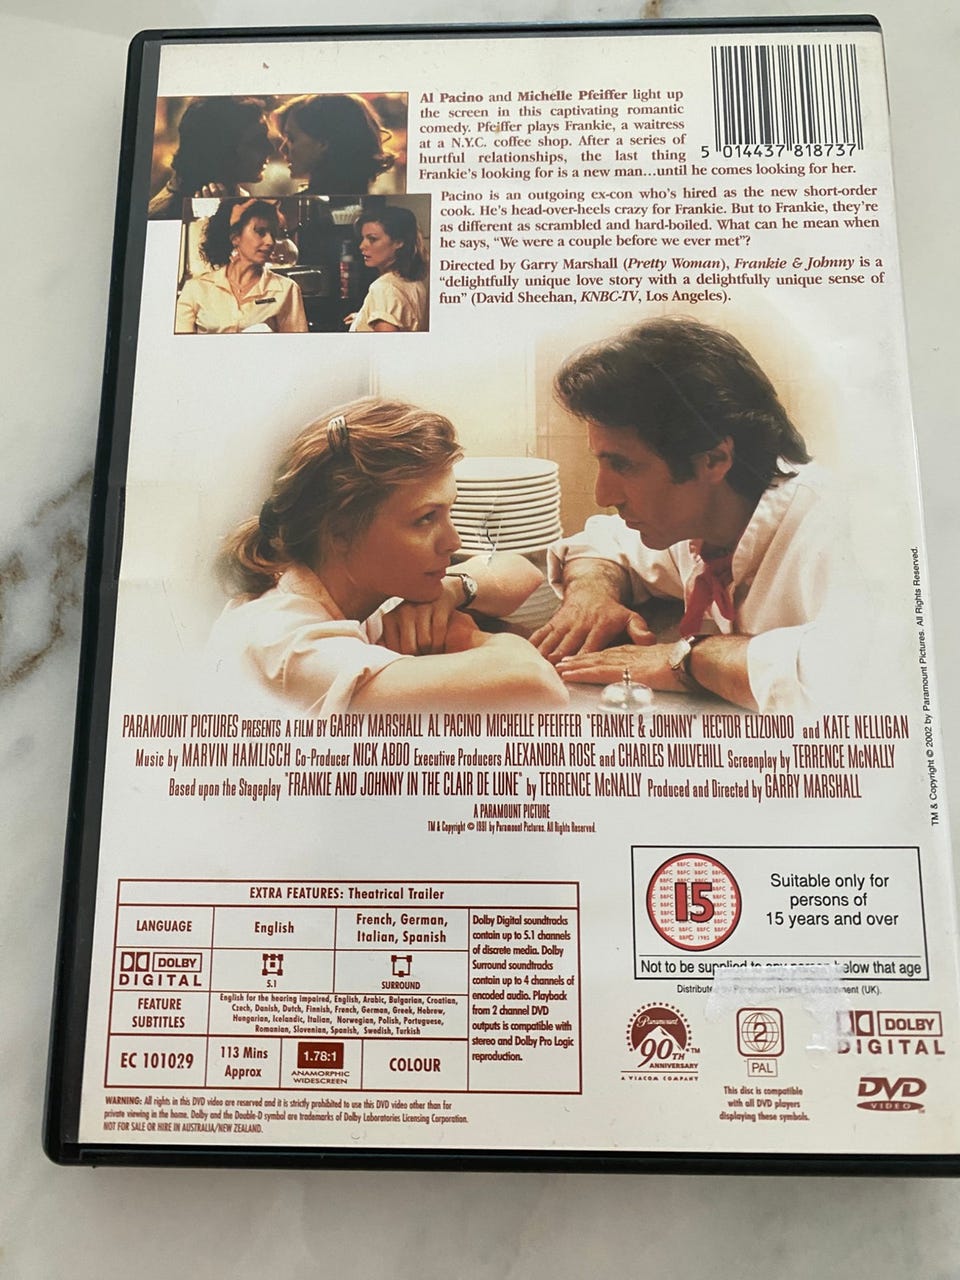 Al Pacino and Michelle Pfeiffer light up
the screen in this captivating romantic
comedy. Pfeiffer plays Frankie, a waitress
at a N.Y.C. coffee shop. After a series of
hurtful relationships, the last thing
Frankie's looking for is a new man...until he comes looking for her.
5 014437 818737
Pacino is an outgoing ex-con who's hired as the new short-order
cook. He's head-over-heels crazy for Frankie. But to Frankie, they're
as different as scrambled and hard-boiled. What can he mean when
he says, "We were a couple before we ever met"?
Directed by Garry Marshall (Pretty Woman), Frankie & Johnny is a
"delightfully unique love story with a delightfully unique sense of
fun" (David Sheehan, KNBC-TV, Los Angeles).
TM & Copyright © 2002 by Paramount Pictures. All Rights Reserved.
PARAMOUNT PICTURES PRESENTS A FILM BY GARRY MARSHALL AL PACINO MICHELLE PFEIFFER "FRANKIE & JOHNNY" HECTOR ELIZONDO and KATE NELLIGAN
Music by MARVIN HAMLISCH Co-Producer NICK ABDO Executive Producers ALEXANDRA ROSE and CHARLES MULVEHILL Screenplay by TERRENCE McNALLY
Based upon the Stageplay "FRANKIE AND JOHNNY IN THE CLAIR DE LUNE" by TERRENCE McNALLY Produced and Directed by GARRY MARSHALL
A PARAMOUNT PICTURE
TM & Copyright © 1991 by Paramount Pictures. All Rights Reserved.
EXTRA FEATURES: Theatrical Trailer
LANGUAGE
English
French, German,
Italian, Spanish
DOLBY
DIGITAL
5.1
SURROUND
FEATURE
SUBTITLES
English for the hearing impaired, English, Arabic, Bulgarian, Croatian,
Czech, Danish, Dutch, Finnish, French, German, Greek, Hebrew,
Hungarian, Icelandic, Italian, Norwegian, Polish, Portuguese,
Romanian, Slovenian, Spanish, Swedish, Turkish
EC 101029
113 Mins
Approx
1.78:1
ANAMORPHIC
WIDESCREEN
COLOUR
Dolby Digital soundtracks
contain up to 5.1 channels
of discrete media. Dolby
Surround soundtracks
contain up to 4 channels of
encoded audio. Playback
from 2 channel DVD
outputs is compatible with
stereo and Dolby Pro Logic
reproduction.
WARNING: All rights in this DVD video are reserved and it is strictly prohibited to use this DVD video other than for
private viewing in the home. Dolby and the Double-D symbol are trademarks of Dolby Laboratories Licensing Corporation.
NOT FOR SALE OR HIRE IN AUSTRALIA/NEW ZEALAND.
15
Suitable only for
persons of
15 years and over
Not to be supplied to any person below that age
Paramount
90TH
ANNIVERSARY
A VIACOM COMPANY
2
PAL
This disc is compatible
with all DVD players
displaying these symbols.
DOLBY
DIGITAL
DVD
VIDEO